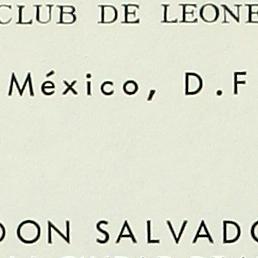 CLUB DE LEONE
México, D.F
DON SALVADO